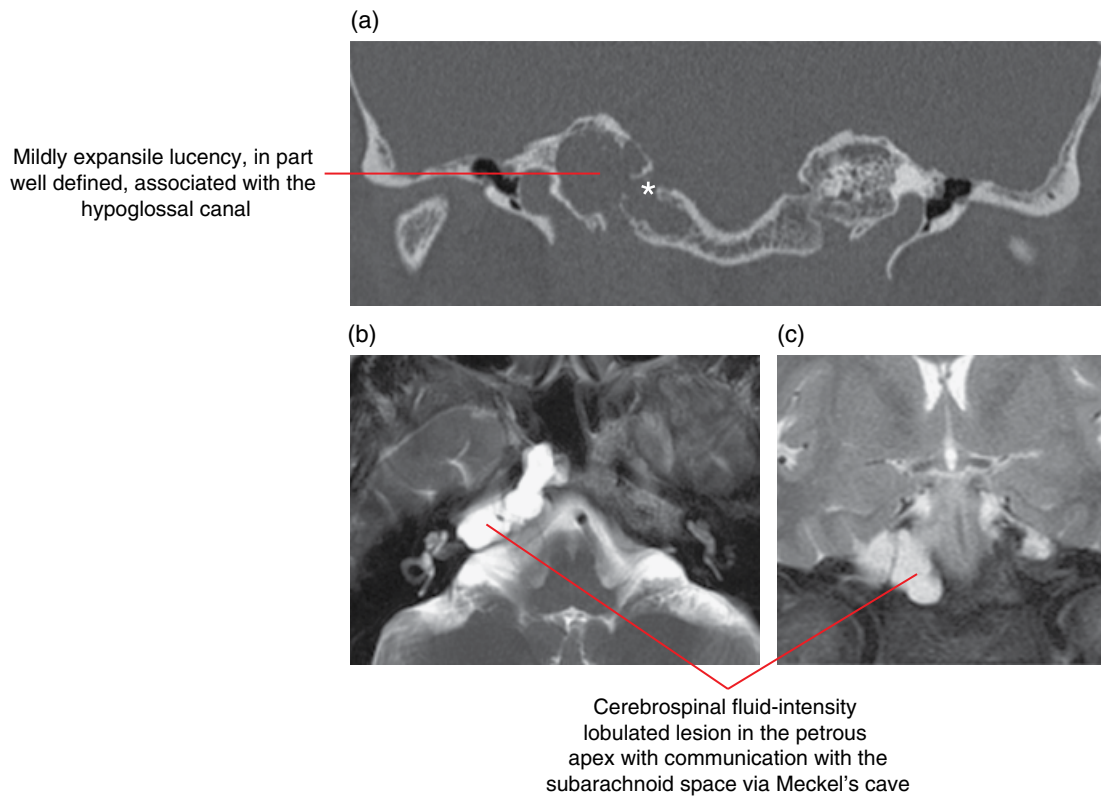 (a)
Mildly expansile lucency, in part
well defined, associated with the
hypoglossal canal
*
(b)
(c)
Cerebrospinal fluid-intensity
lobulated lesion in the petrous
apex with communication with the
subarachnoid space via Meckel's cave